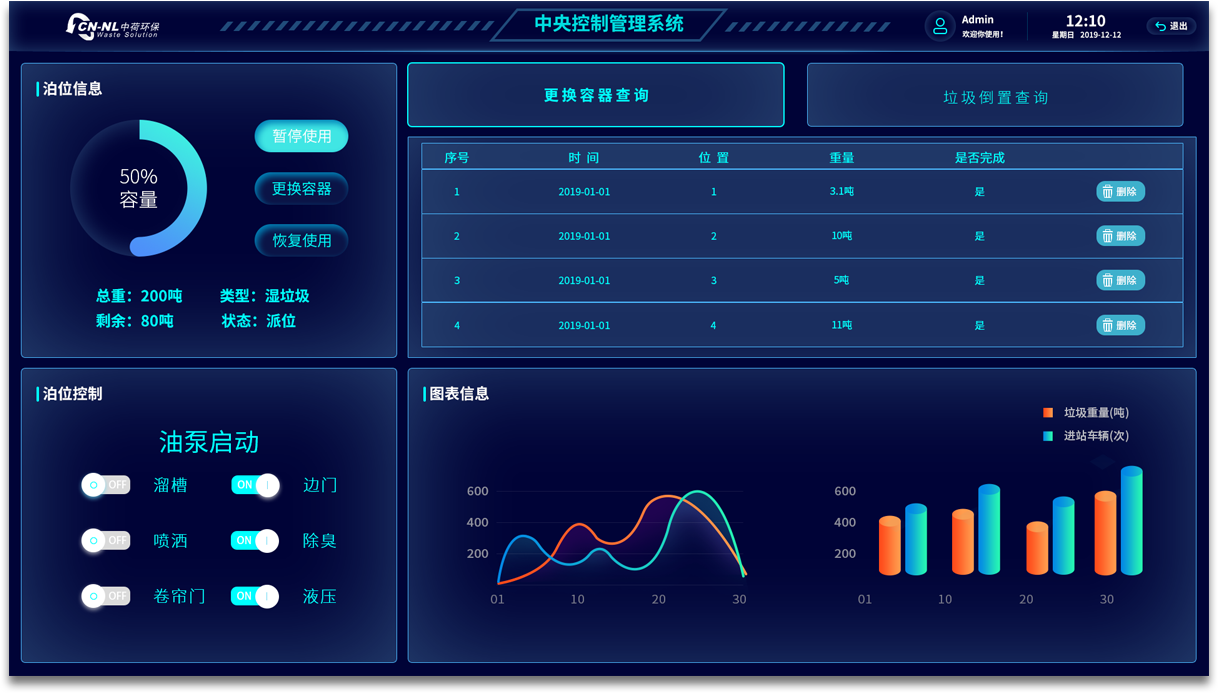 CN-NL中荷环保
Waste Solution
中央控制管理系统
Admin
欢迎你使用!
12:10
星期日 2019-12-12
退出
泊位信息
50%
容量
暂停使用
更换容器
恢复使用
总重：200吨 类型：湿垃圾
剩余：80吨 状态：派位
更换容器查询
垃圾倒置查询
序号 时间 位置 重量 是否完成
1 2019-01-01 1 3.1吨 是 删除
2 2019-01-01 2 10吨 是 删除
3 2019-01-01 3 5吨 是 删除
4 2019-01-01 4 11吨 是 删除
泊位控制
油泵启动
OFF 溜槽 ON 边门
OFF 喷洒 ON 除臭
OFF 卷帘门 ON 液压
图表信息
垃圾重量(吨)
进站车辆(次)
600
400
200
01 10 20 30
600
400
200
01 10 20 30